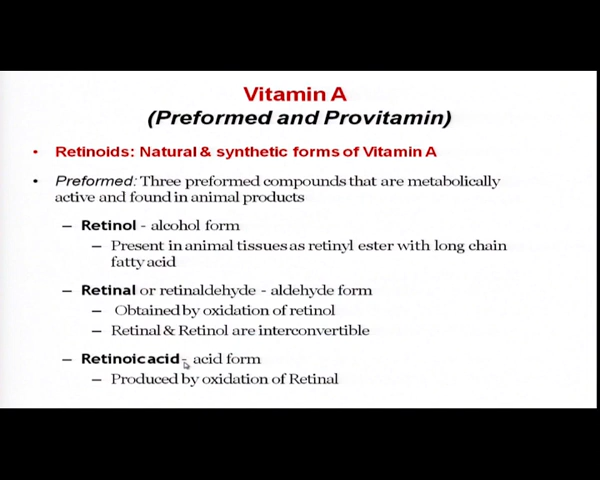 Vitamin A
(Preformed and Provitamin)
• Retinoids: Natural & synthetic forms of Vitamin A
• Preformed: Three preformed compounds that are metabolically
active and found in animal products
– Retinol - alcohol form
– Present in animal tissues as retinyl ester with long chain
fatty acid
– Retinal or retinaldehyde - aldehyde form
– Obtained by oxidation of retinol
– Retinal & Retinol are interconvertible
– Retinoic acid - acid form
– Produced by oxidation of Retinal